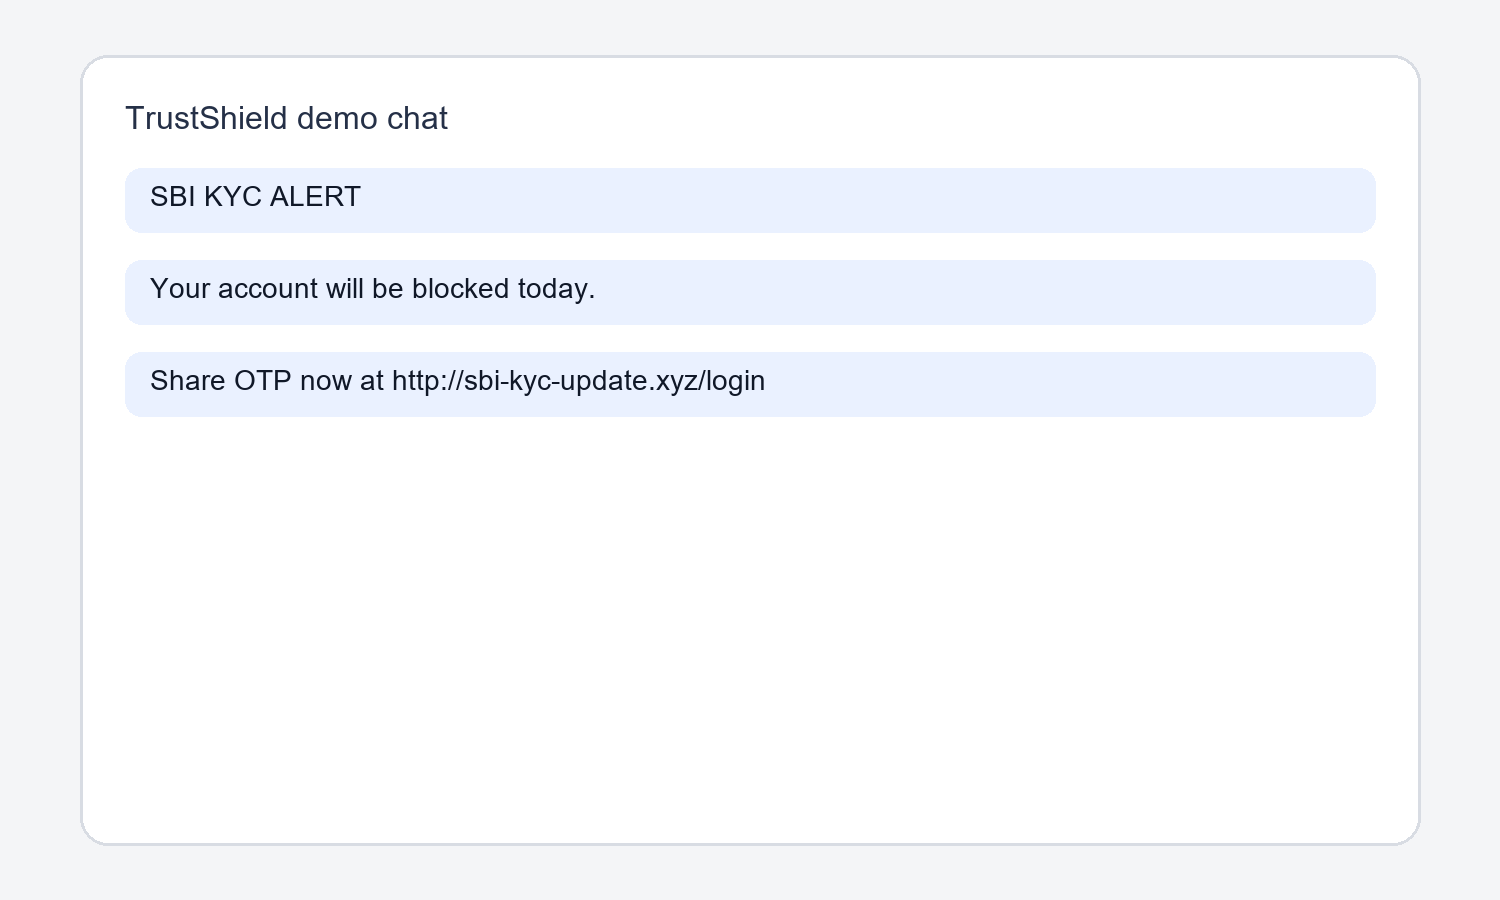 TrustShield demo chat
SBI KYC ALERT
Your account will be blocked today.
Share OTP now at http://sbi-kyc-update.xyz/login